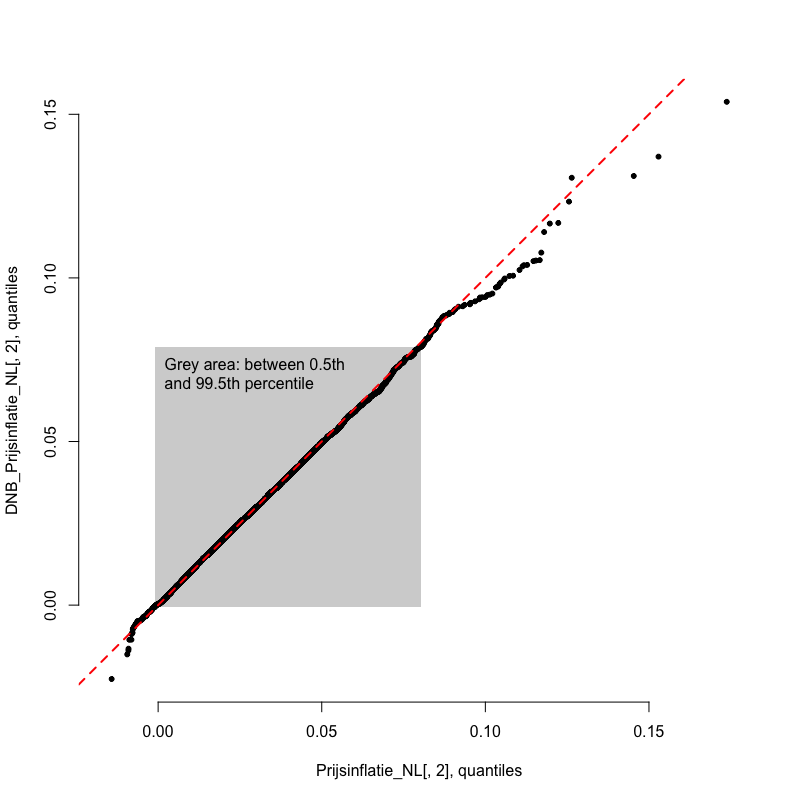 0.15
0.10
0.05
0.00
DNB_Prijsinflatie_NL[, 2], quantiles
Grey area: between 0.5th
and 99.5th percentile
0.00 0.05 0.10 0.15
Prijsinflatie_NL[, 2], quantiles